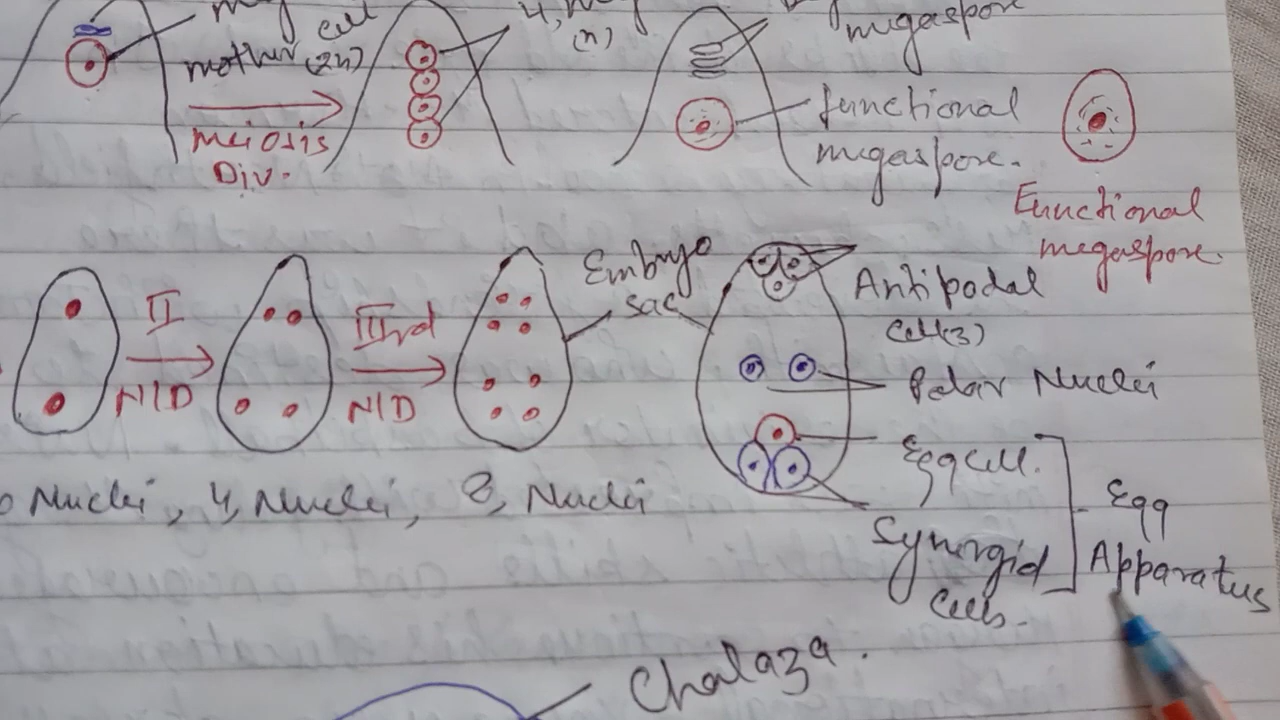 cell
mother (2n)
meiosis
Div.
4,
(n)
megaspore
functional
megaspore.
Functional
megaspore.
II
N/D
IIIrd
N/D
Embryo
sac
Antipodal
cell(3)
Polar Nuclei
Egg cell.
Synergid
cells.
Egg
Apparatus
Nuclei, 4, Nuclei, 8, Nuclei
Chalaza.